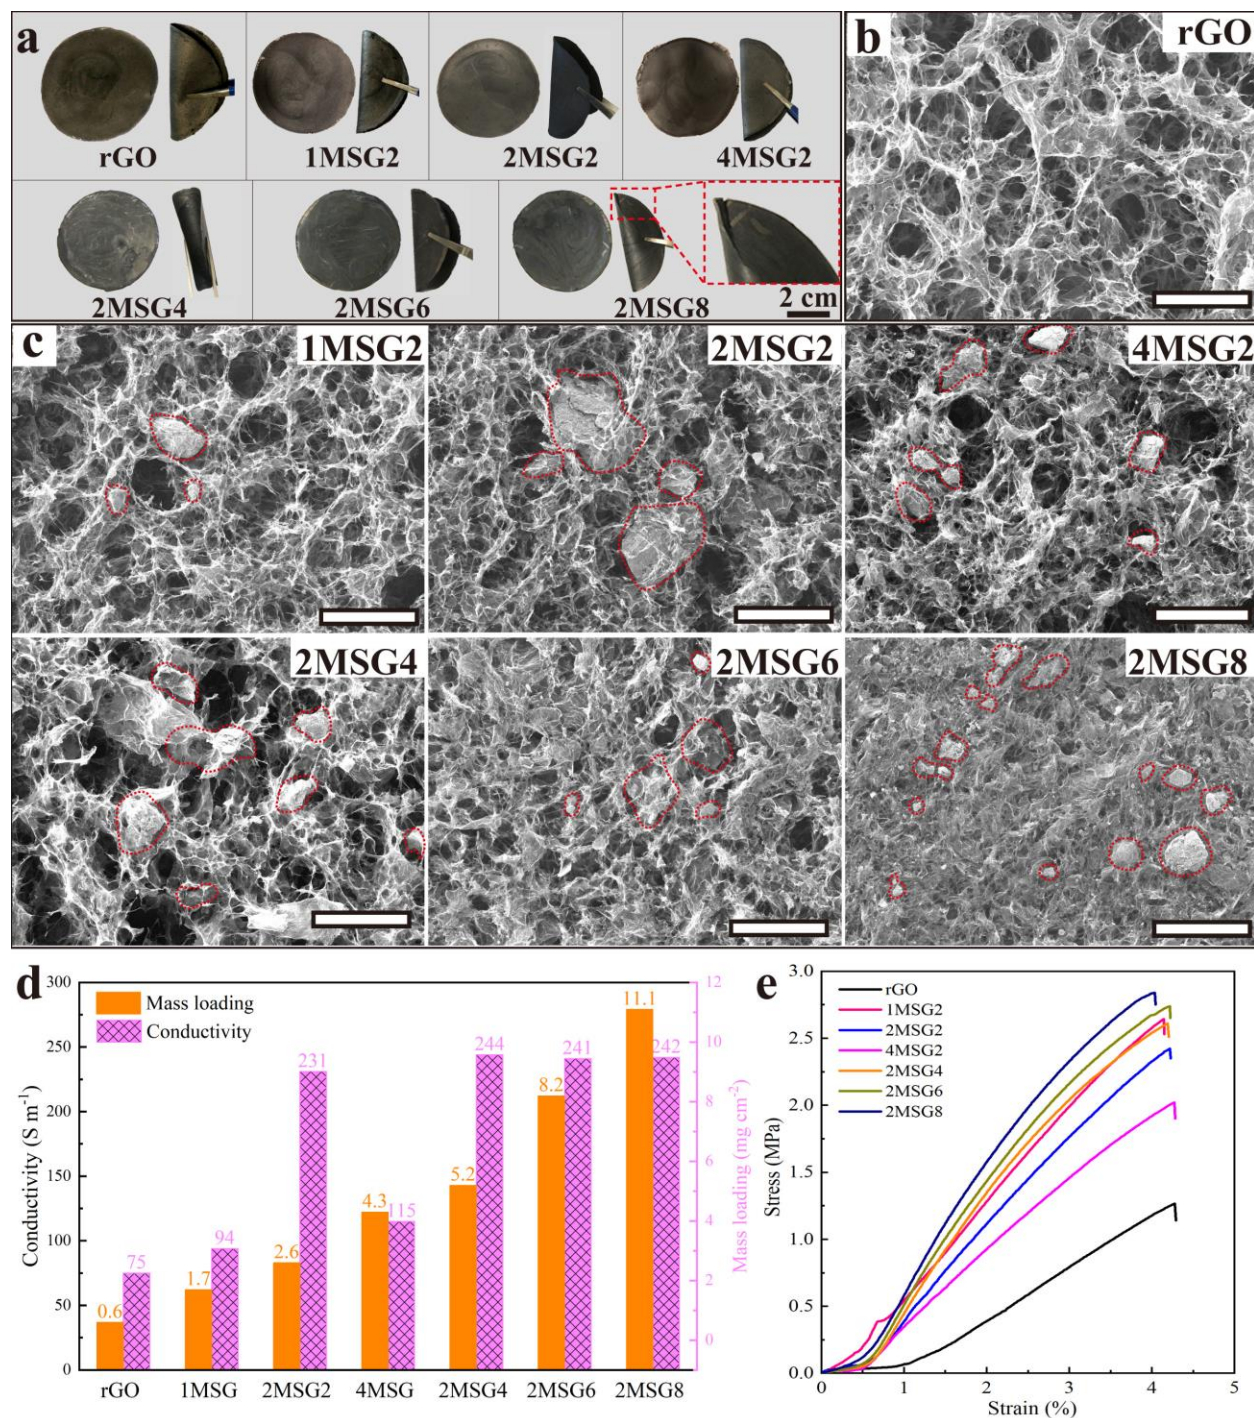 a
rGO
1MSG2
2MSG2
4MSG2
2MSG4
2MSG6
2MSG8
2 cm
b
rGO
c
1MSG2
2MSG2
4MSG2
2MSG4
2MSG6
2MSG8
d
Mass loading
Conductivity
Conductivity (S m⁻¹)
300
250
200
150
100
50
0
0.6
75
1.7
94
2.6
231
4.3
115
5.2
244
8.2
241
11.1
242
rGO
1MSG
2MSG2
4MSG
2MSG4
2MSG6
2MSG8
12
10
8
6
4
2
0
Mass loading (mg cm⁻²)
e
rGO
1MSG2
2MSG2
4MSG2
2MSG4
2MSG6
2MSG8
Stress (MPa)
3.0
2.5
2.0
1.5
1.0
0.5
0.0
0
1
2
3
4
5
Strain (%)